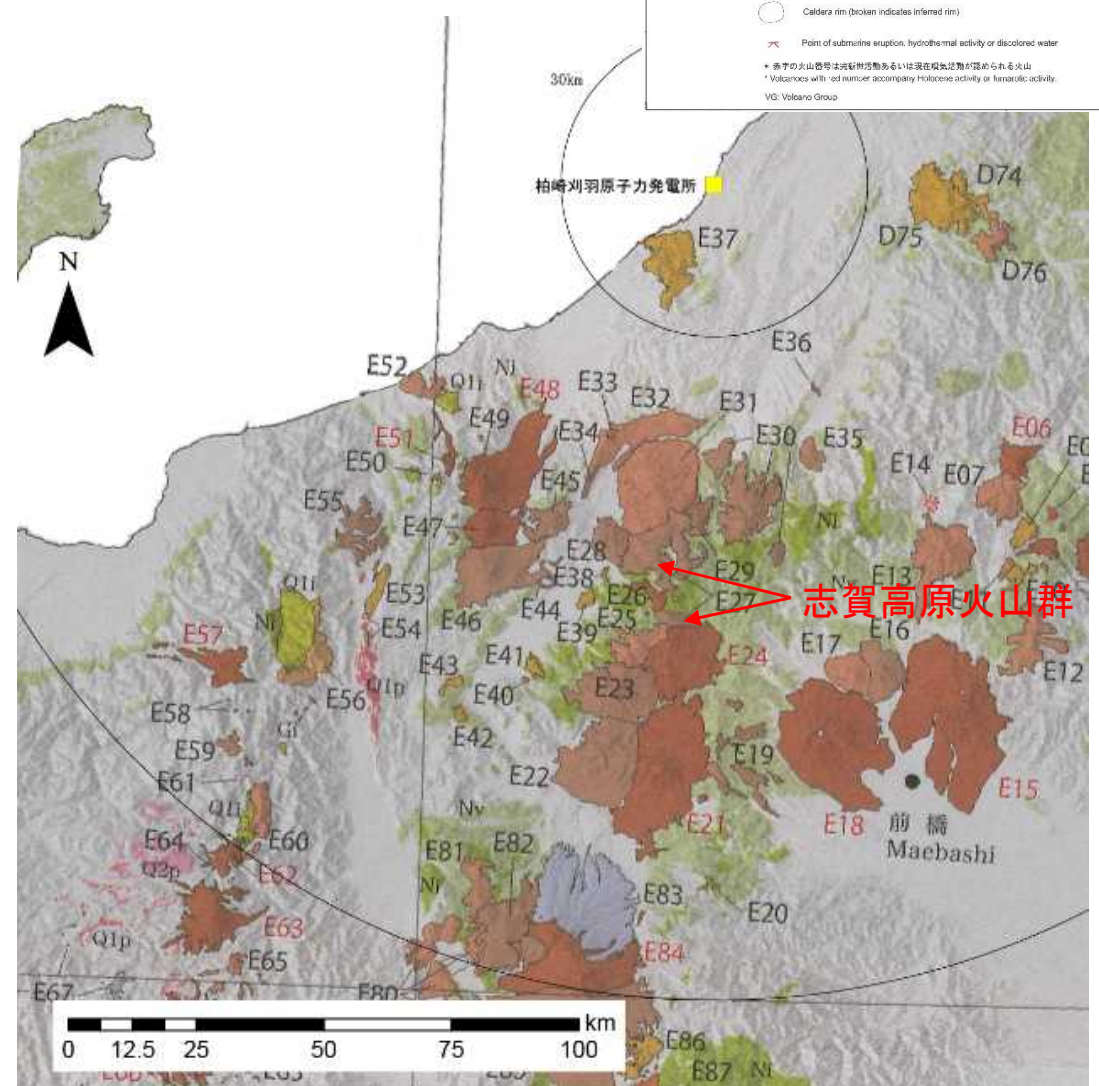 Caldera rim (broken indicates inferred rim)
Point of submarine eruption, hydrothermal activity or discolored water
* 赤字の火山番号は完新世活動あるいは現在噴気活動が認められる火山
* Volcanoes with red number accompany Holocene activity or fumarolic activity.
VG: Volcano Group
30km
柏崎刈羽原子力発電所
D74
E37
D75
N
D76
E36
E52
Q1i
Ni
E33
E32
E48
E31
E49
E34
E30
E35
E06
E51
E14
E07
E50
E45
E55
Ni
E47
E28
E29
E13
Q1i
E38
E26
E27
志賀高原火山群
E53
E44
E25
E46
E39
E16
Ni
E54
E17
E57
E43
E41
E24
E12
Q1p
E40
E23
E58
E56
Gi
E42
E59
E19
E22
E61
E15
Q1i
Nv
E21
E18
前橋
E64
E60
E81
E82
Maebashi
Q2p
E62
Ni
E83
E20
E63
Q1p
E84
E65
E67
E80
km
0 12.5 25 50 75 100
E86
E87
Ni